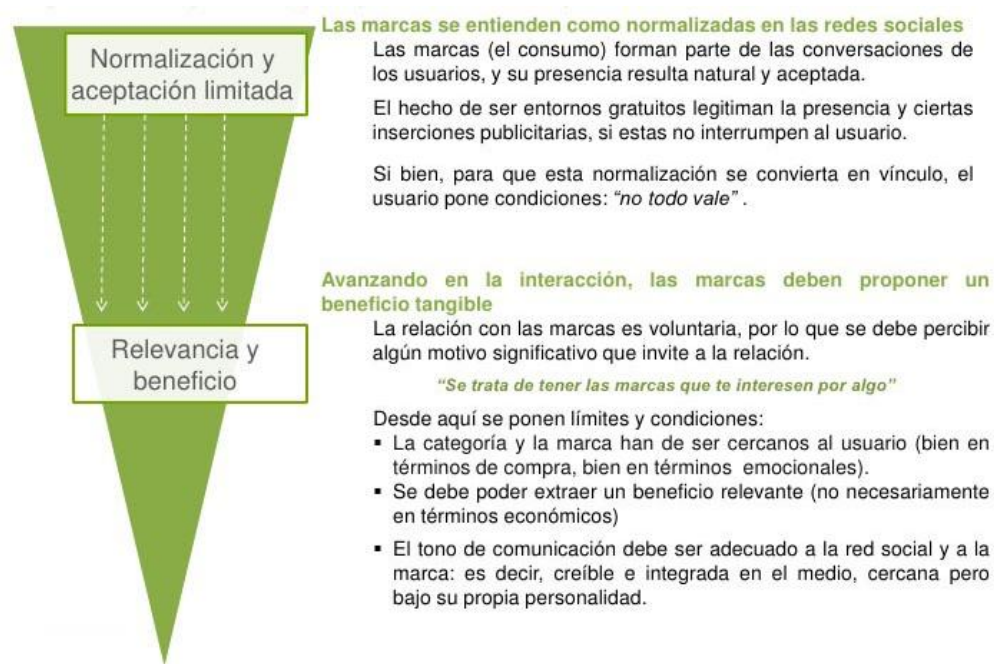 Normalización y
aceptación limitada
Las marcas se entienden como normalizadas en las redes sociales
Las marcas (el consumo) forman parte de las conversaciones de
los usuarios, y su presencia resulta natural y aceptada.
El hecho de ser entornos gratuitos legitiman la presencia y ciertas
inserciones publicitarias, si estas no interrumpen al usuario.
Si bien, para que esta normalización se convierta en vínculo, el
usuario pone condiciones: “no todo vale” .
Relevancia y
beneficio
Avanzando en la interacción, las marcas deben proponer un
beneficio tangible
La relación con las marcas es voluntaria, por lo que se debe percibir
algún motivo significativo que invite a la relación.
“Se trata de tener las marcas que te interesen por algo”
Desde aquí se ponen límites y condiciones:
▪ La categoría y la marca han de ser cercanos al usuario (bien en
términos de compra, bien en términos emocionales).
▪ Se debe poder extraer un beneficio relevante (no necesariamente
en términos económicos)
▪ El tono de comunicación debe ser adecuado a la red social y a la
marca: es decir, creíble e integrada en el medio, cercana pero
bajo su propia personalidad.